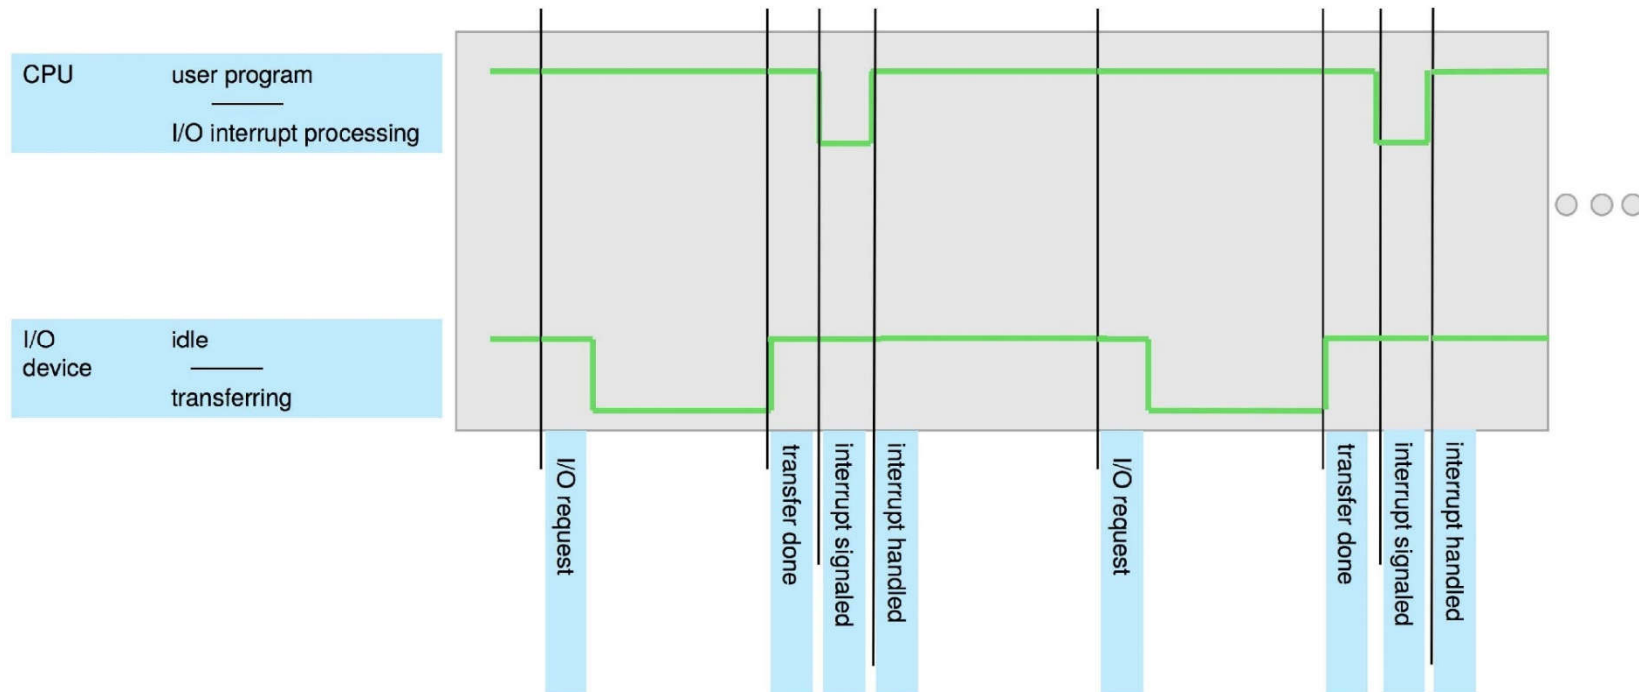 CPU
user program
I/O interrupt processing
I/O
device
idle
transferring
I/O request
transfer done
interrupt signaled
interrupt handled
I/O request
transfer done
interrupt signaled
interrupt handled